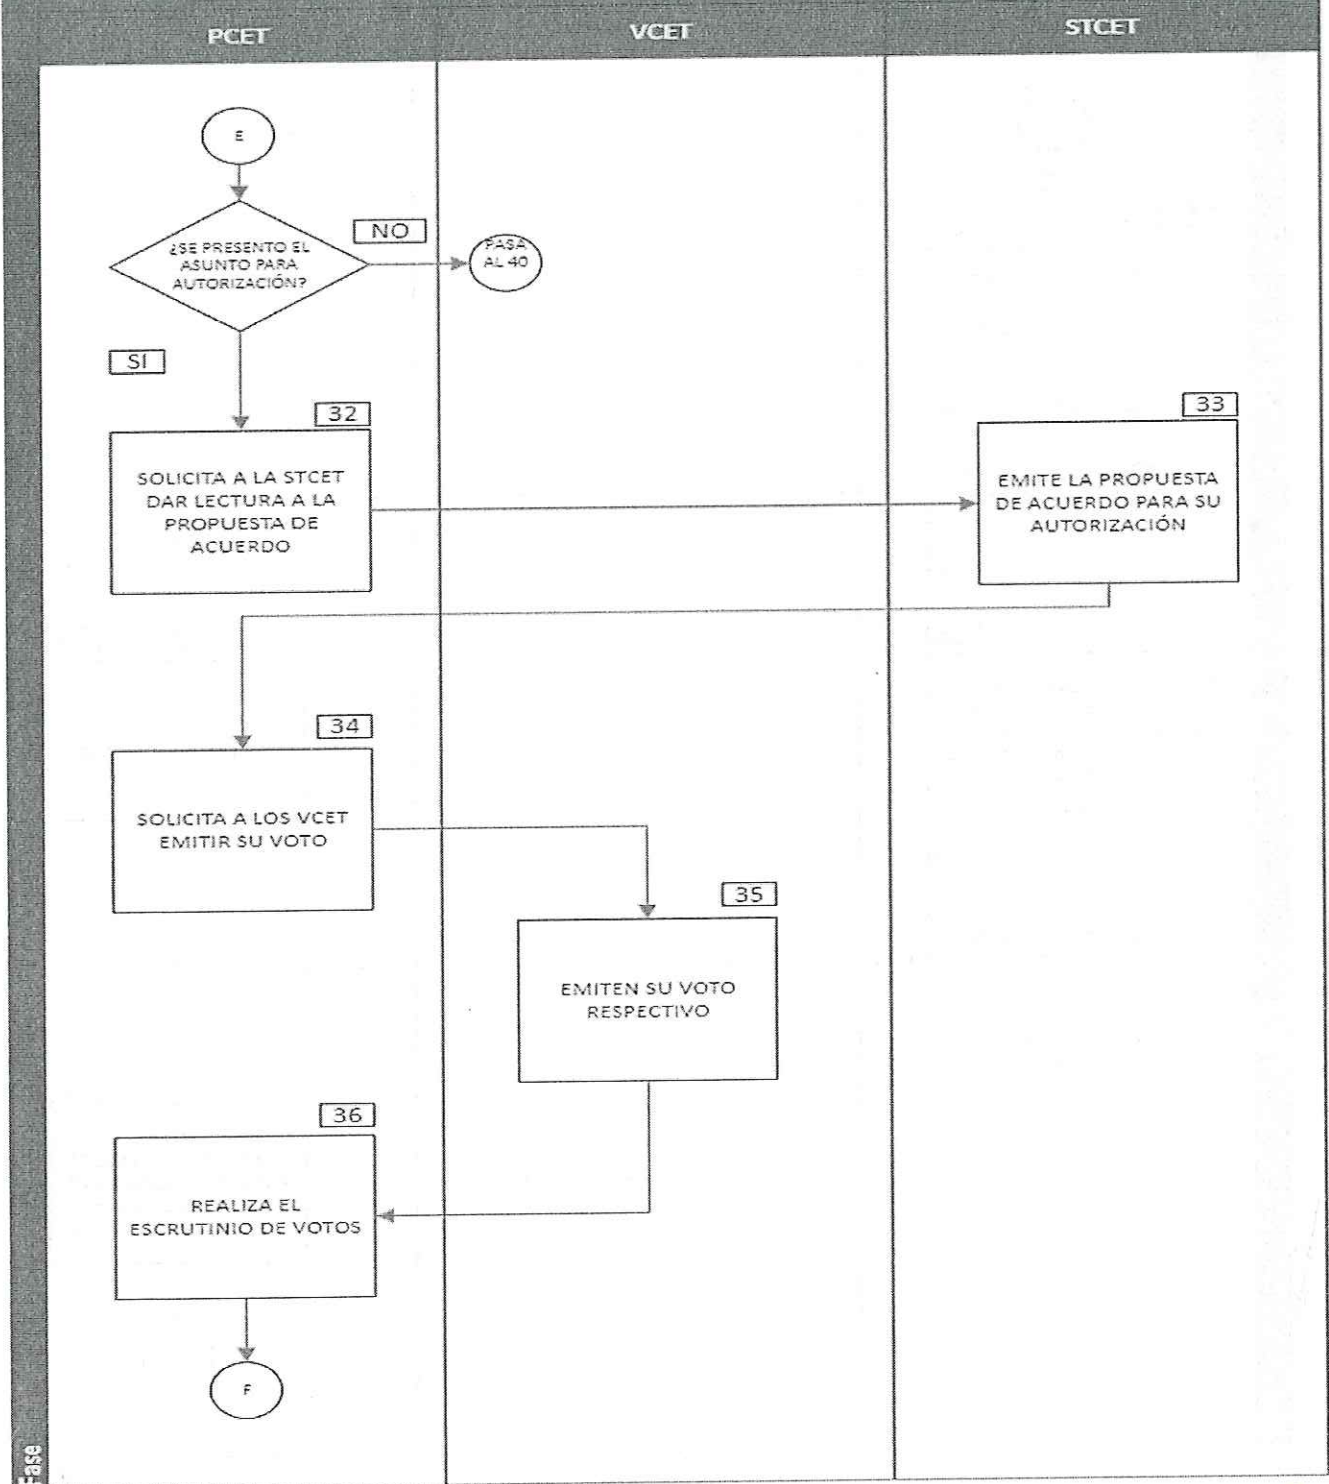 PCET
VCET
STCET
E
¿SE PRESENTO EL
ASUNTO PARA
AUTORIZACIÓN?
NO
PASA
AL 40
SI
32
SOLICITA A LA STCET
DAR LECTURA A LA
PROPUESTA DE
ACUERDO
33
EMITE LA PROPUESTA
DE ACUERDO PARA SU
AUTORIZACIÓN
34
SOLICITA A LOS VCET
EMITIR SU VOTO
35
EMITEN SU VOTO
RESPECTIVO
36
REALIZA EL
ESCRUTINIO DE VOTOS
F
Fase